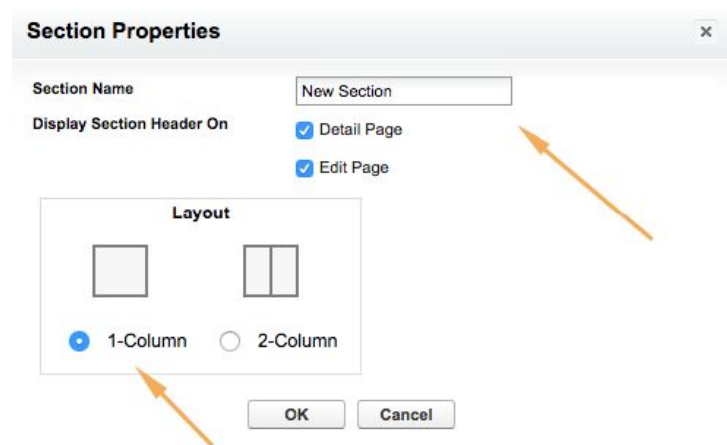 Section Properties
Section Name
New Section
Display Section Header On
Detail Page
Edit Page
Layout
1-Column
2-Column
OK
Cancel